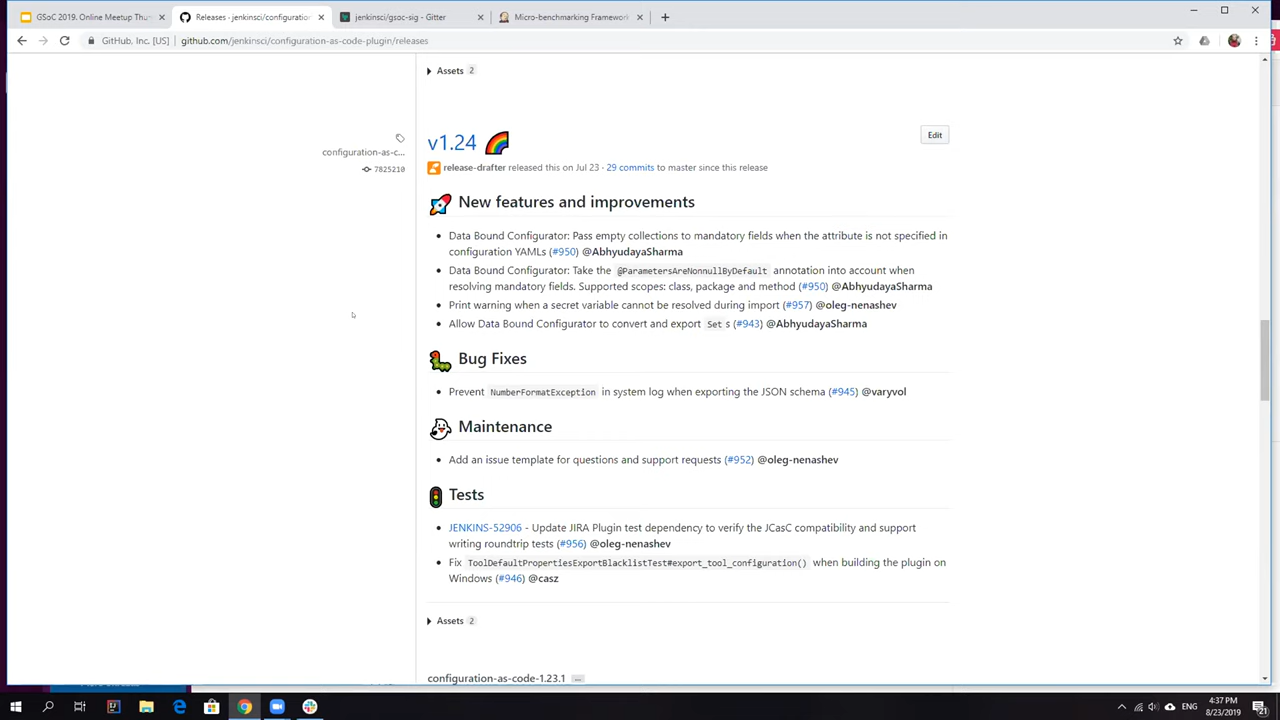 GSoC 2019. Online Meetup Thu
Releases · jenkinsci/configuratio
jenkinsci/gsoc-sig - Gitter
Micro-benchmarking Framework
GitHub, Inc. [US] github.com/jenkinsci/configuration-as-code-plugin/releases
Assets 2
configuration-as-c...
7825210
v1.24
Edit
release-drafter released this on Jul 23 · 29 commits to master since this release
New features and improvements
Data Bound Configurator: Pass empty collections to mandatory fields when the attribute is not specified in
configuration YAMLs (#950) @AbhyudayaSharma
Data Bound Configurator: Take the @ParametersAreNonnullByDefault annotation into account when
resolving mandatory fields. Supported scopes: class, package and method (#950) @AbhyudayaSharma
Print warning when a secret variable cannot be resolved during import (#957) @oleg-nenashev
Allow Data Bound Configurator to convert and export Set s (#943) @AbhyudayaSharma
Bug Fixes
Prevent NumberFormatException in system log when exporting the JSON schema (#945) @varyvol
Maintenance
Add an issue template for questions and support requests (#952) @oleg-nenashev
Tests
JENKINS-52906 - Update JIRA Plugin test dependency to verify the JCasC compatibility and support
writing roundtrip tests (#956) @oleg-nenashev
Fix ToolDefaultPropertiesExportBlacklistTest#export_tool_configuration() when building the plugin on
Windows (#946) @casz
Assets 2
configuration-as-code-1.23.1 ...
ENG
4:37 PM
8/23/2019
21